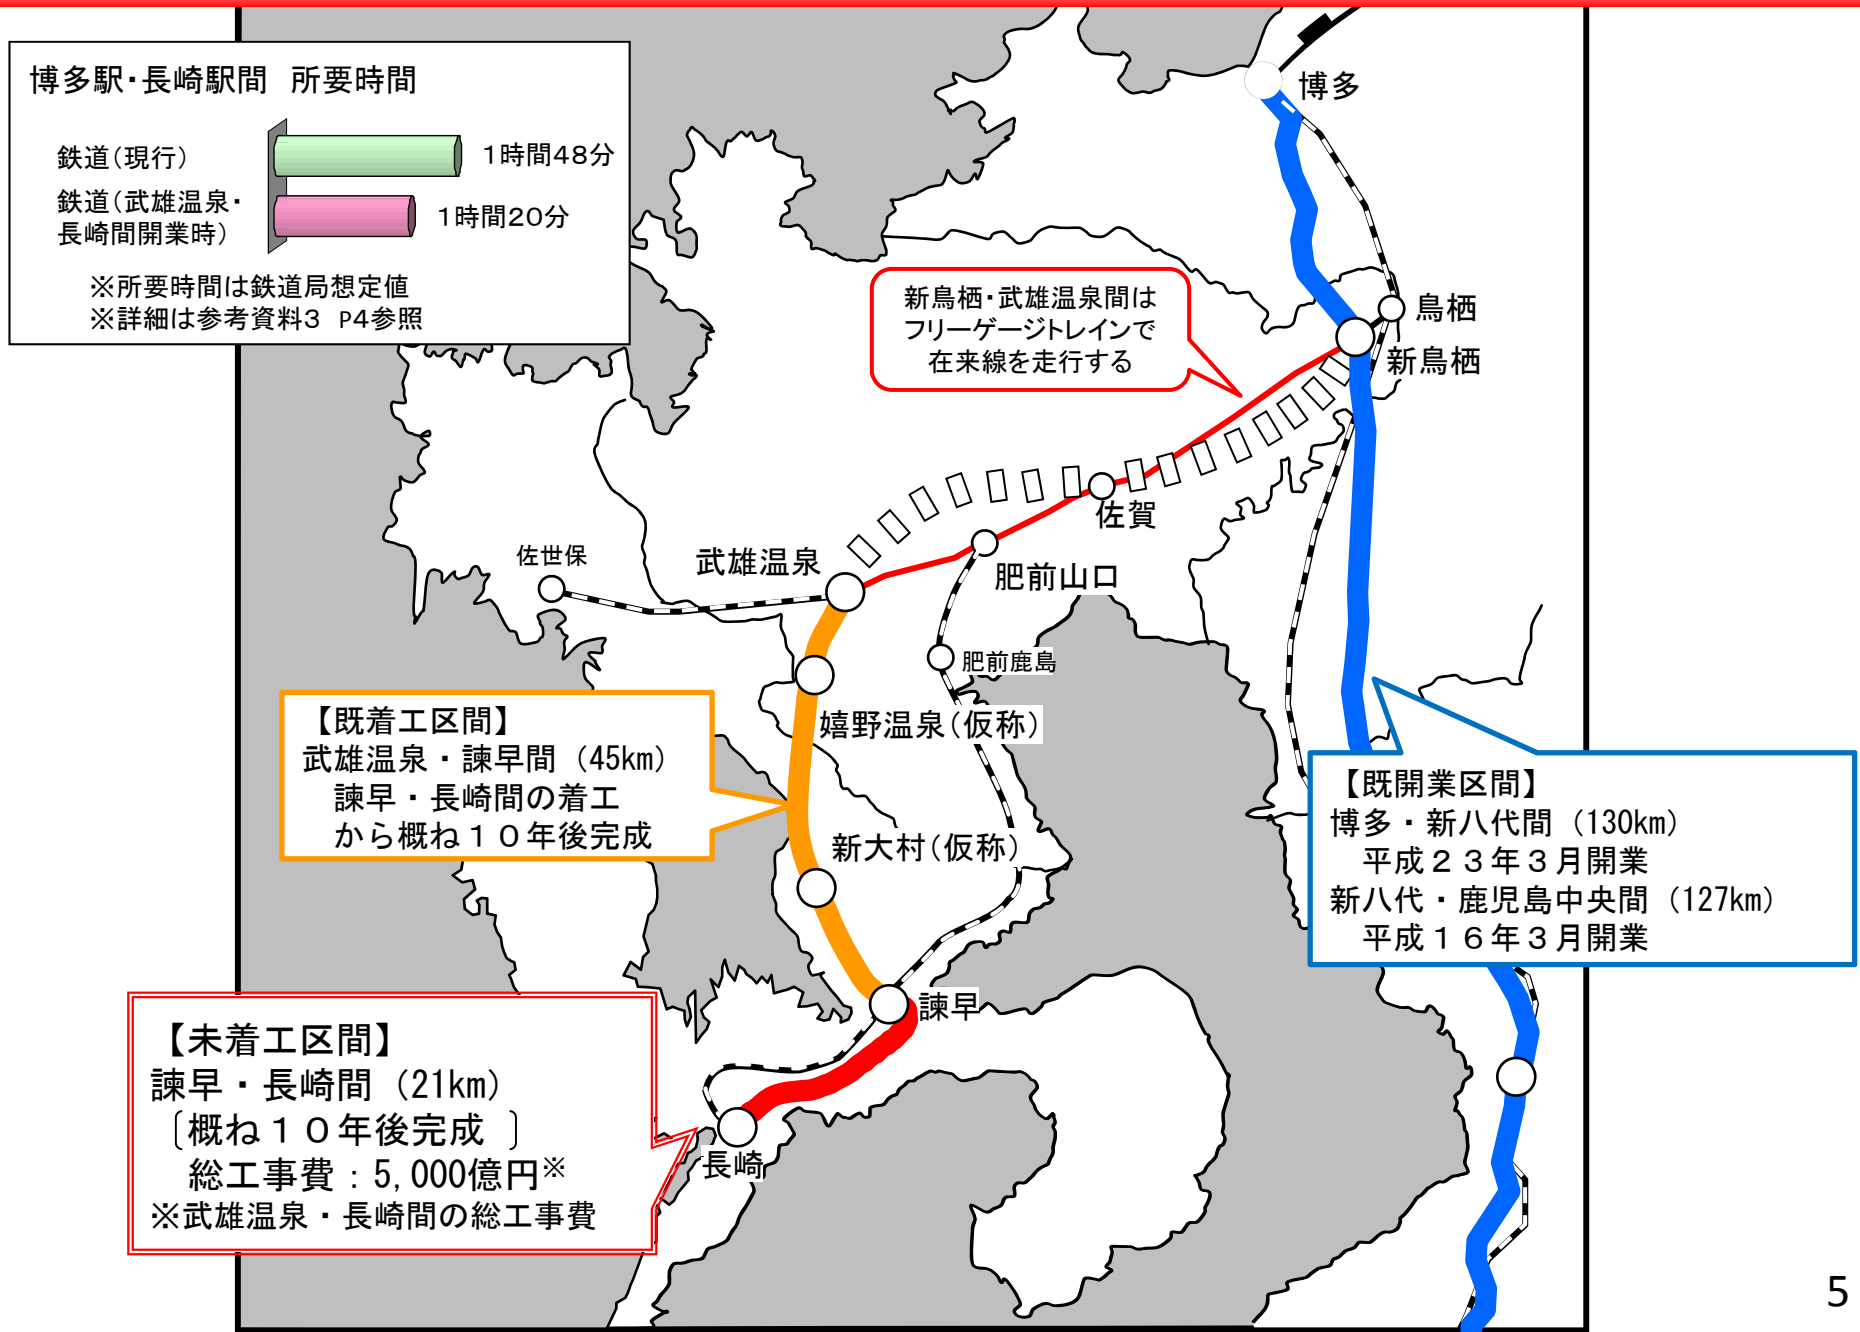 博多駅・長崎駅間 所要時間
鉄道(現行)
1時間48分
鉄道(武雄温泉・
長崎間開業時)
1時間20分
※所要時間は鉄道局想定値
※詳細は参考資料3 P4参照
博多
新鳥栖・武雄温泉間は
フリーゲージトレインで
在来線を走行する
鳥栖
新鳥栖
佐賀
佐世保
武雄温泉
肥前山口
肥前鹿島
【既着工区間】
武雄温泉・諫早間（45km）
諫早・長崎間の着工
から概ね１０年後完成
嬉野温泉(仮称)
新大村(仮称)
【既開業区間】
博多・新八代間（130km）
平成２３年３月開業
新八代・鹿児島中央間（127km）
平成１６年３月開業
諫早
【未着工区間】
諫早・長崎間（21km）
〔概ね１０年後完成 〕
総工事費：5,000億円※
※武雄温泉・長崎間の総工事費
長崎
5